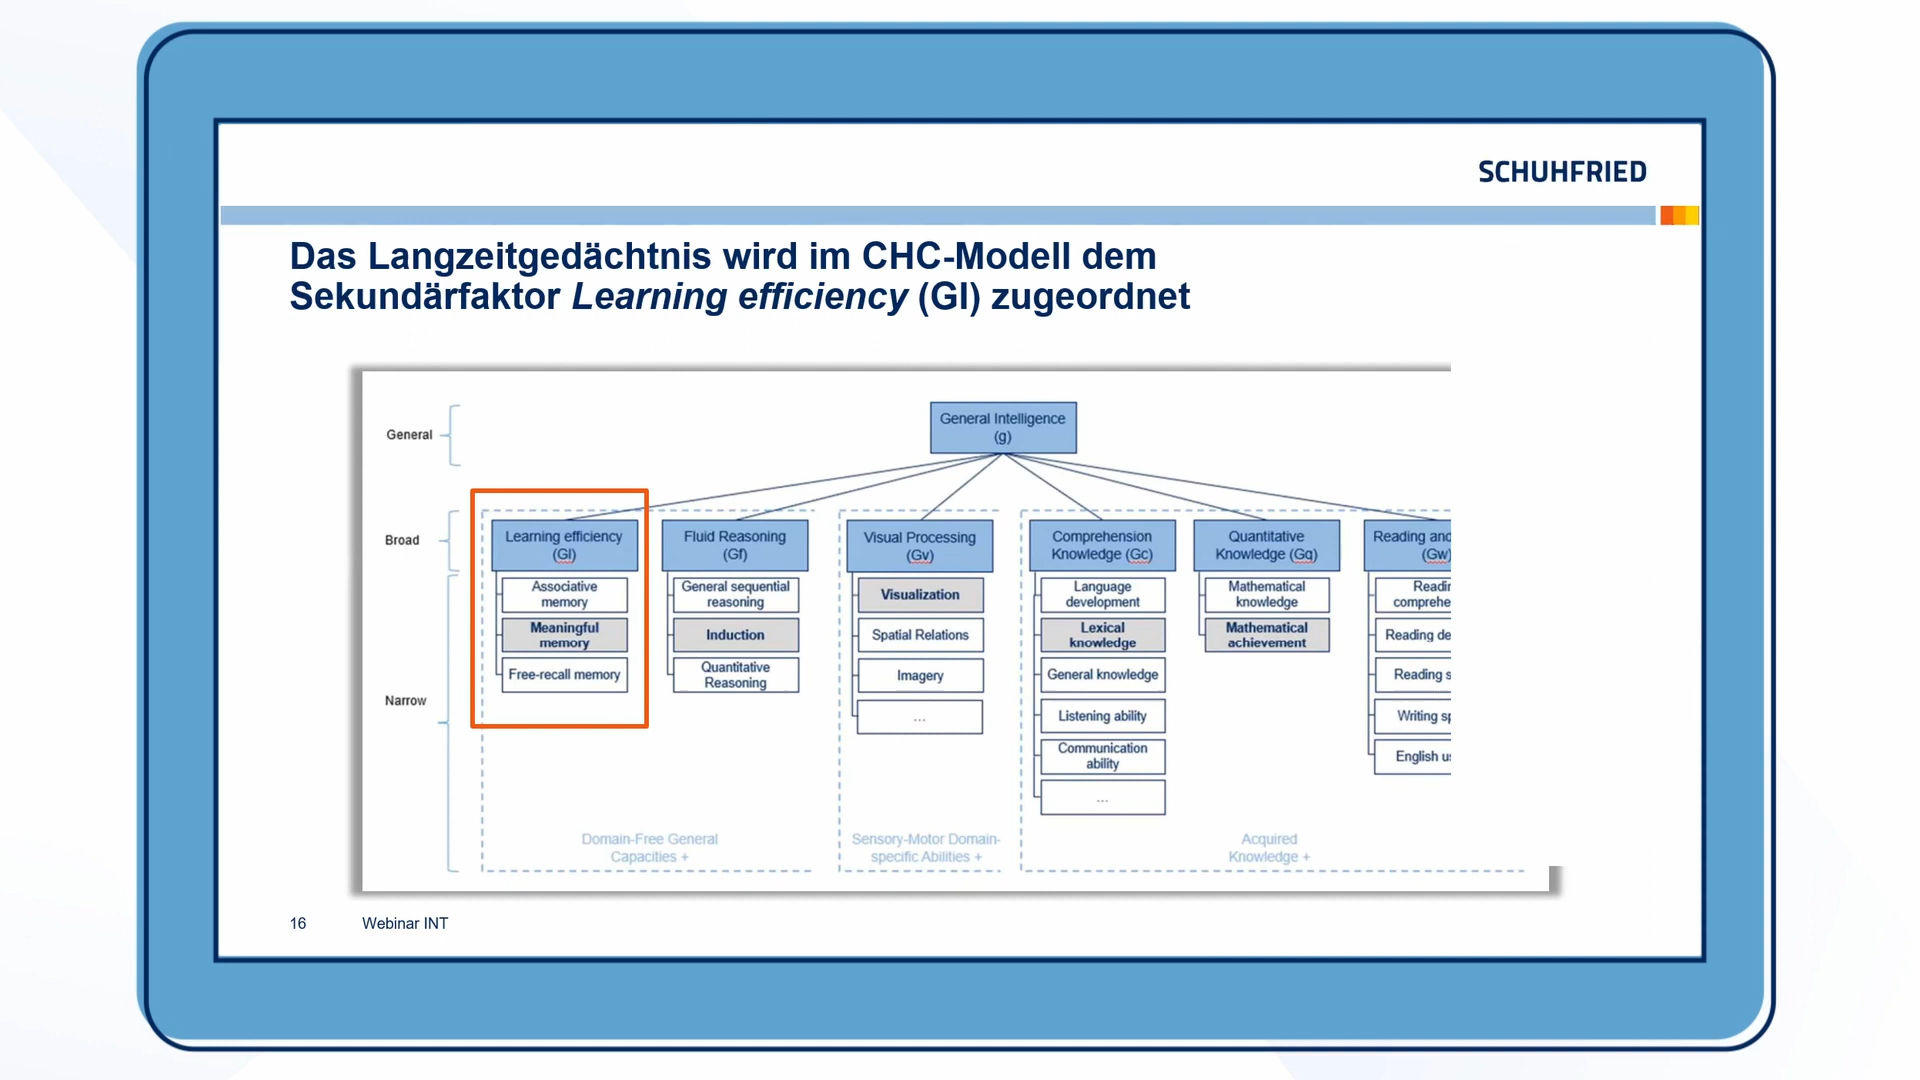 SCHUHFRIED
Das Langzeitgedächtnis wird im CHC-Modell dem
Sekundärfaktor Learning efficiency (Gl) zugeordnet
General
General Intelligence
(g)
Broad
Learning efficiency
(Gl)
Fluid Reasoning
(Gf)
Visual Processing
(Gv)
Comprehension
Knowledge (Gc)
Quantitative
Knowledge (Gq)
Reading and
(Gw
Narrow
Associative
memory
Meaningful
memory
Free-recall memory
General sequential
reasoning
Induction
Quantitative
Reasoning
Visualization
Spatial Relations
Imagery
...
Language
development
Lexical
knowledge
General knowledge
Listening ability
Communication
ability
...
Mathematical
knowledge
Mathematical
achievement
Readin
comprehe
Reading de
Reading s
Writing sp
English us
Domain-Free General
Capacities +
Sensory-Motor Domain-
specific Abilities +
Acquired
Knowledge +
16 Webinar INT